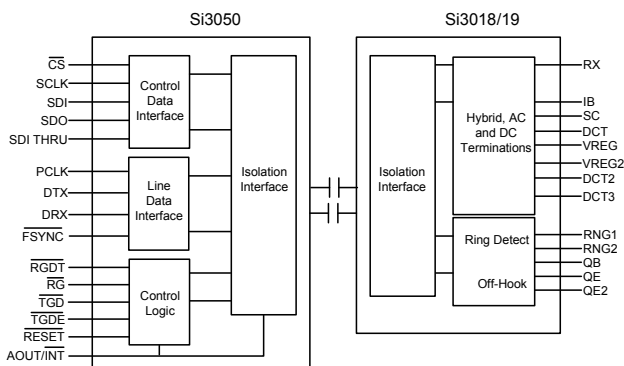 Si3050
Si3018/19
CS
SCLK
SDI
SDO
SDI THRU
Control
Data
Interface
PCLK
DTX
DRX
FSYNC
Line
Data
Interface
RGDT
RG
TGD
TGDE
RESET
AOUT/INT
Control
Logic
Isolation
Interface
Isolation
Interface
Hybrid, AC
and DC
Terminations
Ring Detect
Off-Hook
RX
IB
SC
DCT
VREG
VREG2
DCT2
DCT3
RNG1
RNG2
QB
QE
QE2